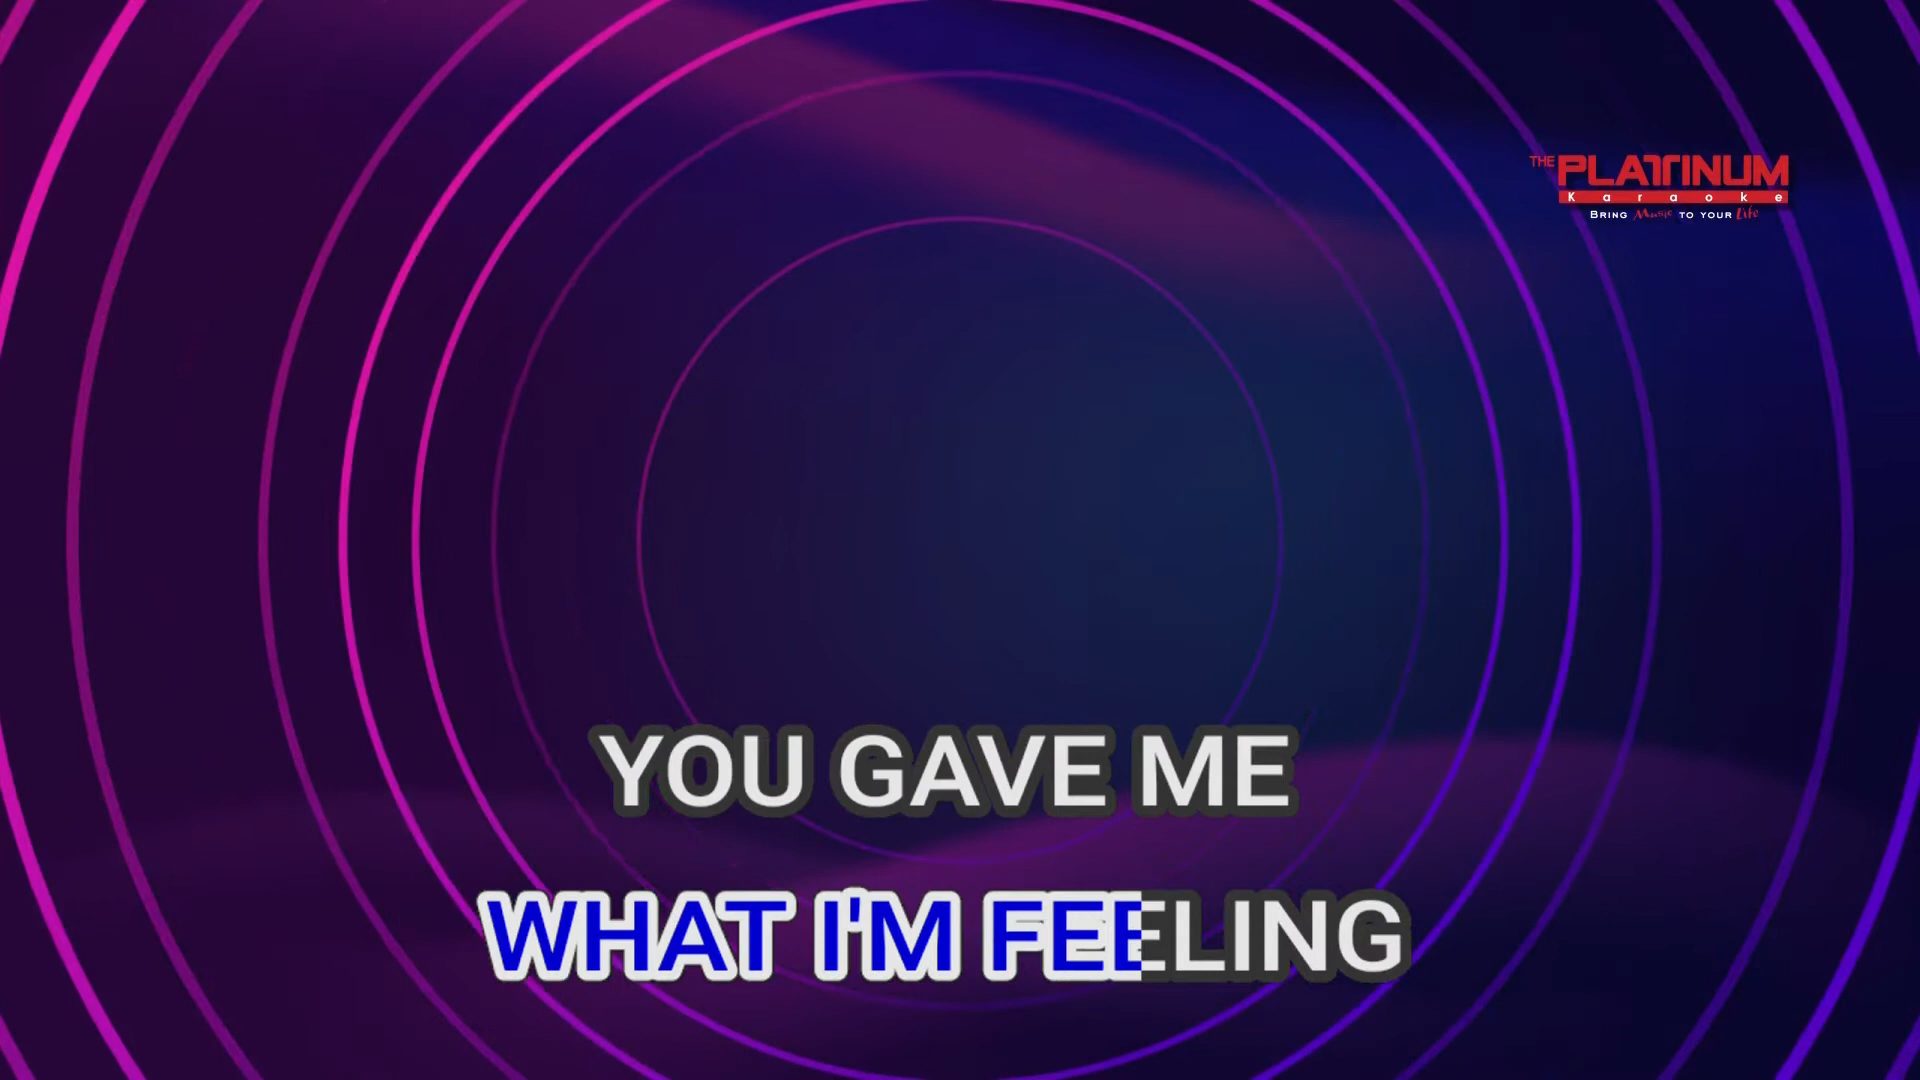 THE PLATINUM
Karaoke
BRING Music TO YOUR Life
YOU GAVE ME
WHAT I'M FEELING